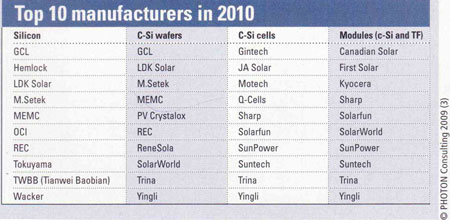 Top 10 manufacturers in 2010
Silicon C-Si wafers C-Si cells Modules (c-Si and TF)
GCL GCL Gintech Canadian Solar
Hemlock LDK Solar JA Solar First Solar
LDK Solar M.Setek Motech Kyocera
M.Setek MEMC Q-Cells Sharp
MEMC PV Crystalox Sharp Solarfun
OCI REC Solarfun SolarWorld
REC ReneSola SunPower SunPower
Tokuyama SolarWorld Suntech Suntech
TWBB (Tianwei Baobian) Trina Trina Trina
Wacker Yingli Yingli Yingli
© PHOTON Consulting 2009 (3)